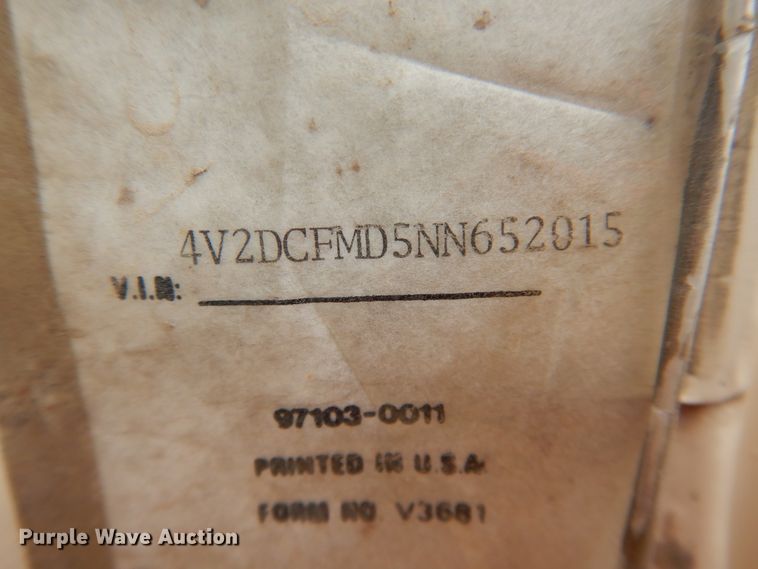 4V2DCFMD5NN652015
V.I.N:
97103-0011
PRINTED IN U.S.A.
FORM NO. V3681
Purple Wave Auction